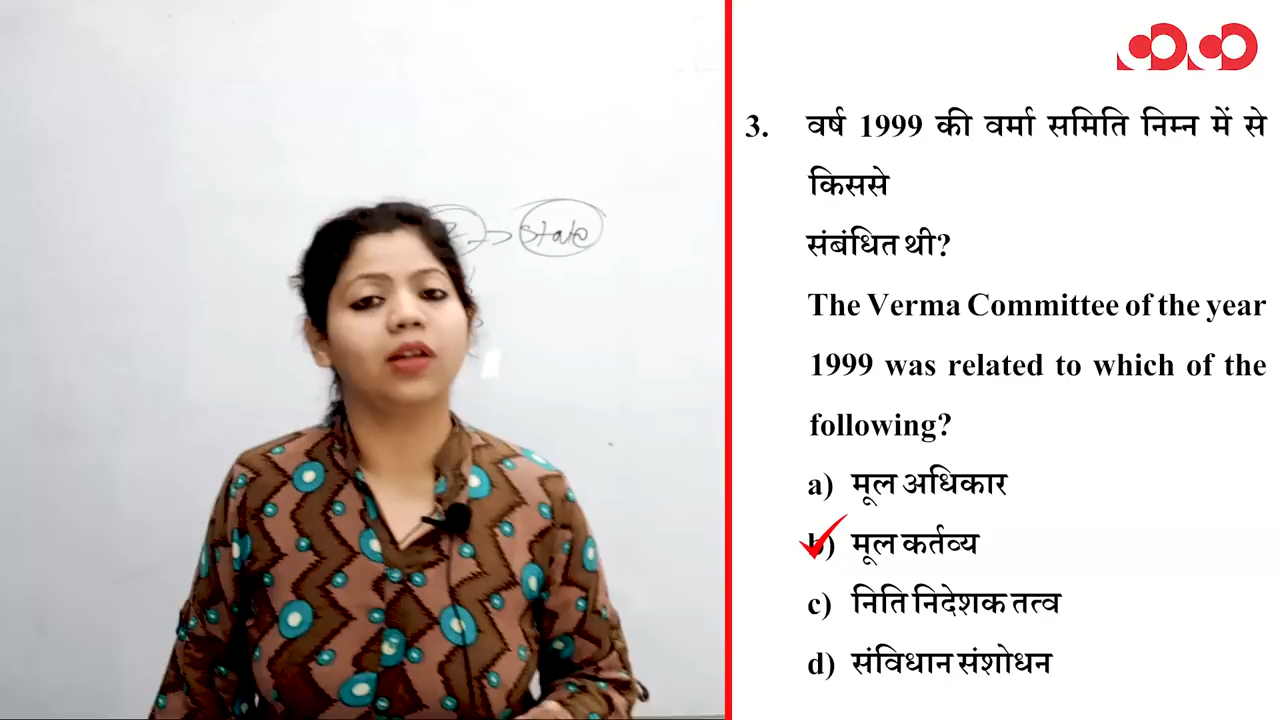 State
3. वर्ष 1999 की वर्मा समिति निम्न में से
किससे
संबंधित थी?
The Verma Committee of the year
1999 was related to which of the
following?
a) मूल अधिकार
b) मूल कर्तव्य
c) निति निदेशक तत्व
d) संविधान संशोधन